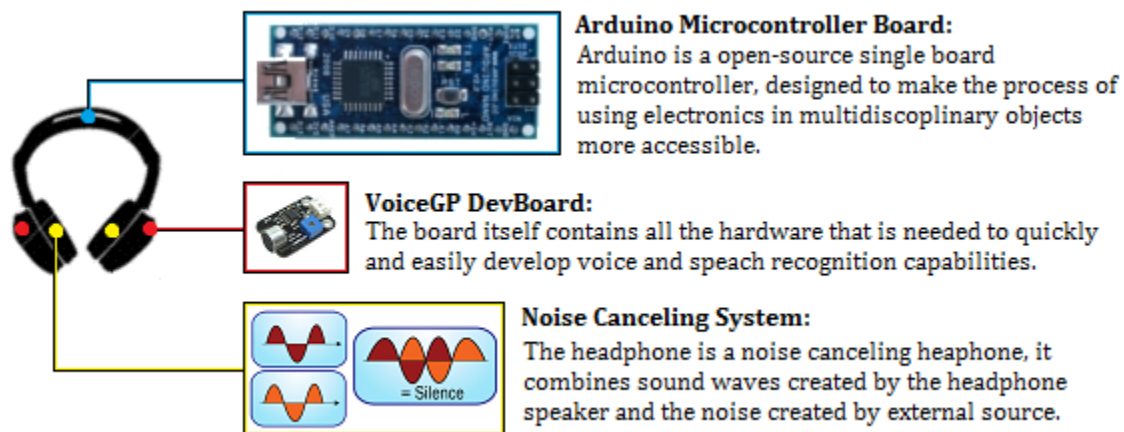 Arduino Microcontroller Board:
Arduino is a open-source single board
microcontroller, designed to make the process of
using electronics in multidiscoplinary objects
more accessible.
VoiceGP DevBoard:
The board itself contains all the hardware that is needed to quickly
and easily develop voice and speach recognition capabilities.
Noise Canceling System:
The headphone is a noise canceling heaphone, it
combines sound waves created by the headphone
speaker and the noise created by external source.
= Silence